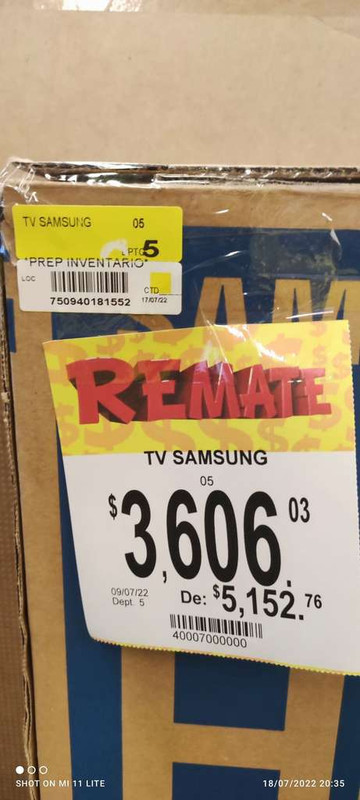 TV SAMSUNG 05
5
"PREP INVENTARIO"
LOC CTD
750940181552 17/07/22
SAM
REMATE
TV SAMSUNG
05
$3,606.03
09/07/22 De: $5,152.76
Dept. 5
40007000000
SHOT ON MI 11 LITE 18/07/2022 20:35